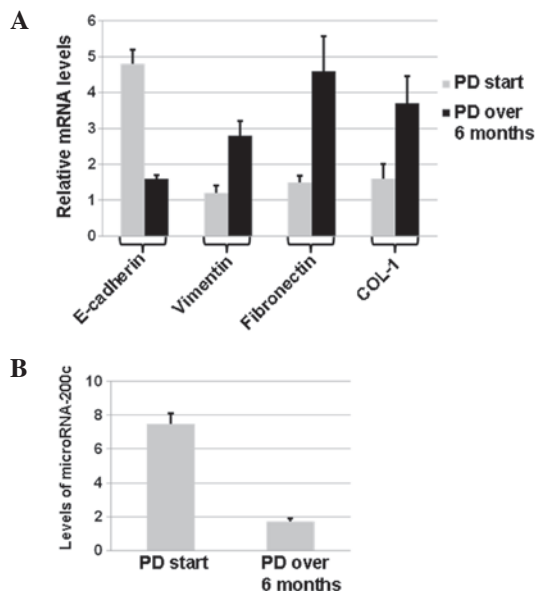 A
Relative mRNA levels
6
5
4
3
2
1
0
PD start
PD over
6 months
E-cadherin
Vimentin
Fibronectin
COL-1
B
Levels of microRNA-200c
10
8
6
4
2
0
PD start
PD over
6 months